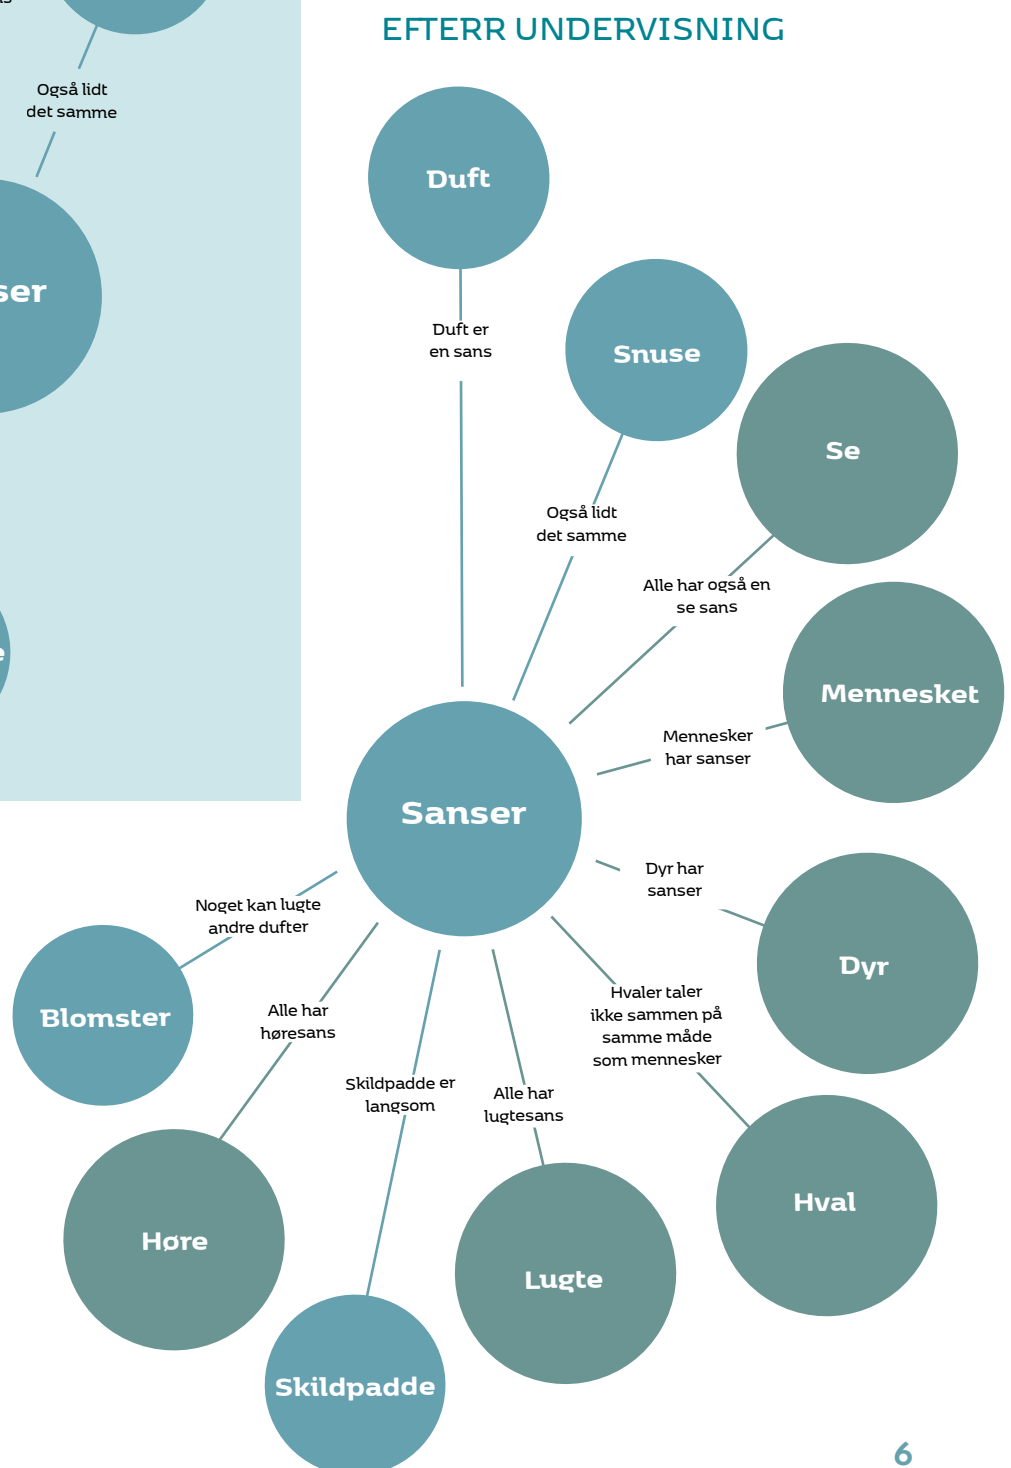 EFTERR UNDERVISNING
Også lidt
det samme
ser
Duft
Duft er
en sans
Snuse
Også lidt
det samme
Se
Alle har også en
se sans
Mennesket
Mennesker
har sanser
Sanser
Dyr har
sanser
Dyr
Noget kan lugte
andre dufter
Blomster
Alle har
høresans
Høre
Skildpadde er
langsom
Skildpadde
Alle har
lugtesans
Lugte
Hvaler taler
ikke sammen på
samme måde
som mennesker
Hval
6